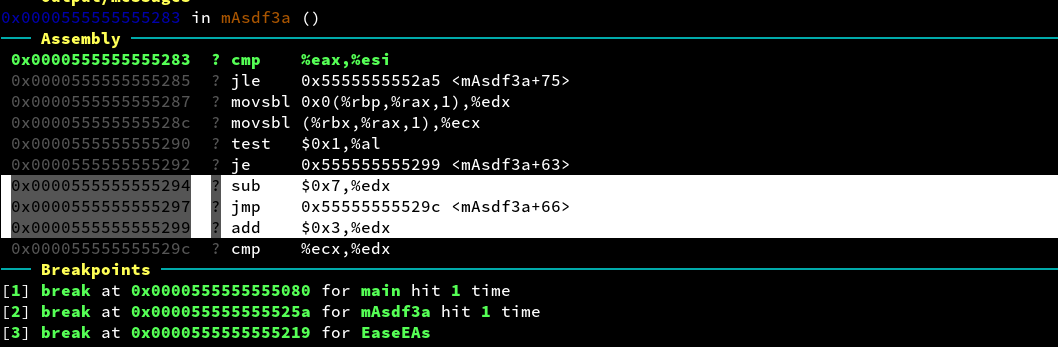 Output/messages
0x0000555555555283 in mAsdf3a ()
Assembly
0x0000555555555283 ? cmp %eax,%esi
0x0000555555555285 ? jle 0x5555555552a5 <mAsdf3a+75>
0x0000555555555287 ? movsbl 0x0(%rbp,%rax,1),%edx
0x000055555555528c ? movsbl (%rbx,%rax,1),%ecx
0x0000555555555290 ? test $0x1,%al
0x0000555555555292 ? je 0x555555555299 <mAsdf3a+63>
0x0000555555555294 ? sub $0x7,%edx
0x0000555555555297 ? jmp 0x55555555529c <mAsdf3a+66>
0x0000555555555299 ? add $0x3,%edx
0x000055555555529c ? cmp %ecx,%edx
Breakpoints
[1] break at 0x0000555555555080 for main hit 1 time
[2] break at 0x000055555555525a for mAsdf3a hit 1 time
[3] break at 0x0000555555555219 for EaseEAs